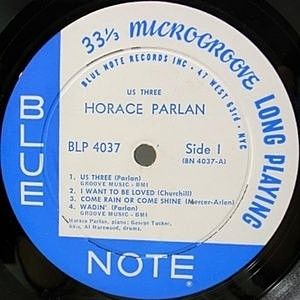 33⅓ MICROGROOVE LONG PLAYING
BLUE NOTE RECORDS INC • 47 WEST 63rd • NYC
US THREE
HORACE PARLAN
BLP 4037 Side 1
(BN 4037-A)
1. US THREE (Parlan)
GROOVE MUSIC - BMI
2. I WANT TO BE LOVED (Churchill)
3. COME RAIN OR COME SHINE (Mercer-Arlen)
4. WADIN' (Parlan)
GROOVE MUSIC - BMI
Horace Parlan, piano; George Tucker,
Al Harewood, drums.
BLUE
NOTE